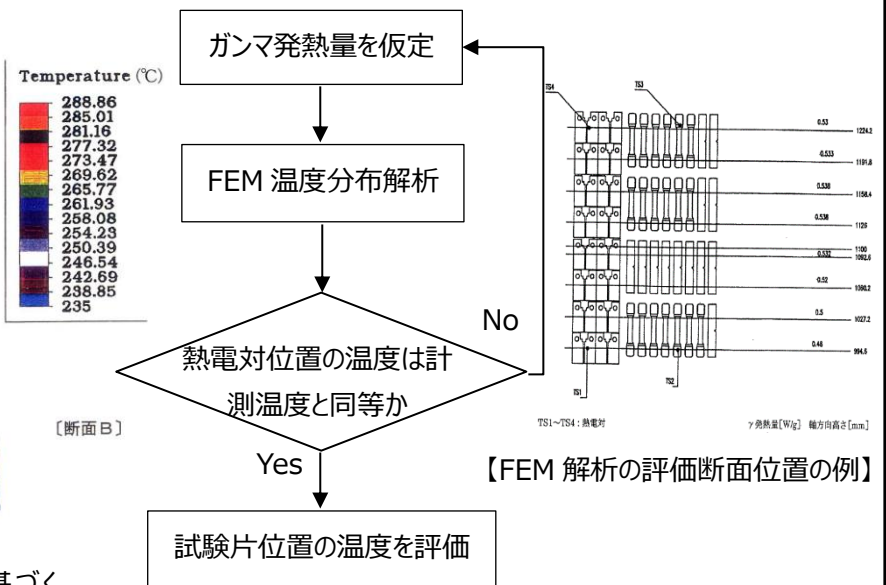 ガンマ発熱量を仮定
Temperature (℃)
288.86
285.01
281.16
277.32
273.47
269.62
265.77
261.93
258.08
254.23
250.39
246.54
242.69
238.85
235
FEM 温度分布解析
No
熱電対位置の温度は計
測温度と同等か
〔断面B〕
Yes
試験片位置の温度を評価
基づく
TS4
TS3
0.53
1224.2
0.533
1191.8
0.538
1158.4
0.538
1126
1100
0.532
1092.6
0.52
1060.2
0.5
1027.2
0.48
994.6
TS1
TS2
TS1~TS4 : 熱電対
γ発熱量[W/g] 軸方向高さ[mm]
【FEM 解析の評価断面位置の例】